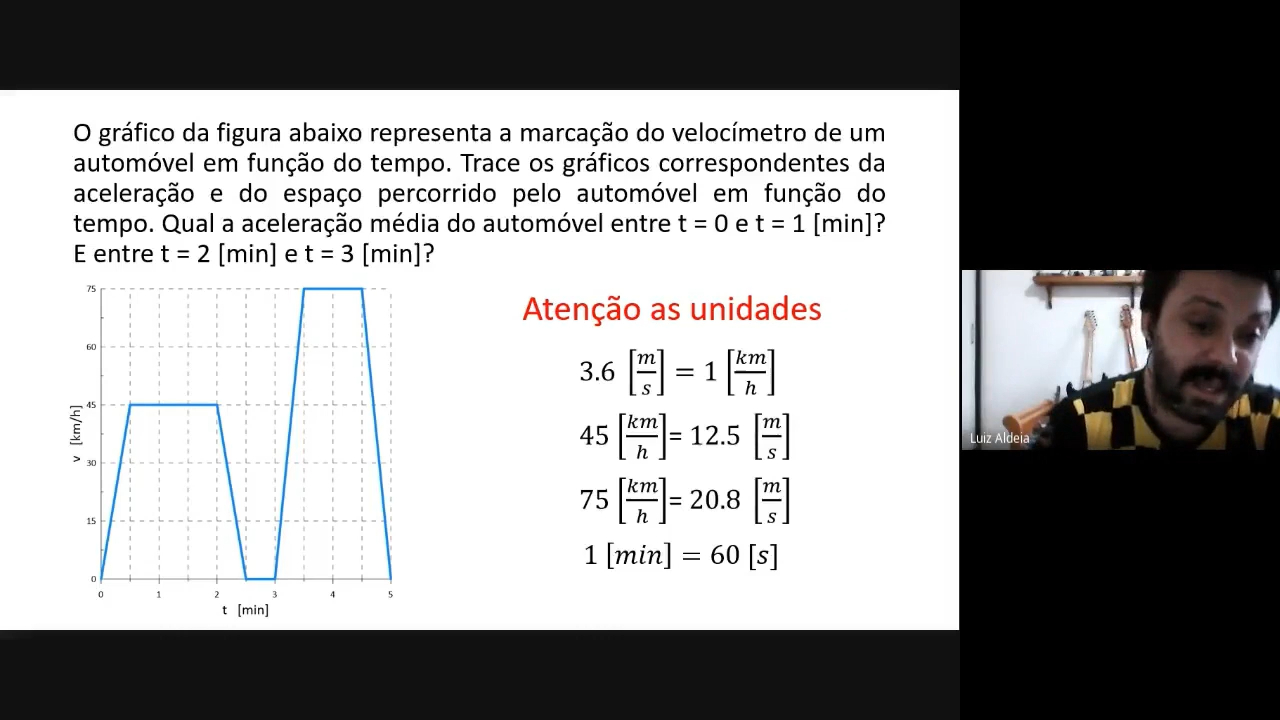 O gráfico da figura abaixo representa a marcação do velocímetro de um
automóvel em função do tempo. Trace os gráficos correspondentes da
aceleração e do espaço percorrido pelo automóvel em função do
tempo. Qual a aceleração média do automóvel entre t = 0 e t = 1 [min]?
E entre t = 2 [min] e t = 3 [min]?
75
60
45
30
15
0
v [km/h]
0 1 2 3 4 5
t [min]
Atenção as unidades
3.6 [m/s] = 1 [km/h]
45 [km/h]= 12.5 [m/s]
75 [km/h]= 20.8 [m/s]
1 [min] = 60 [s]
Luiz Aldeia